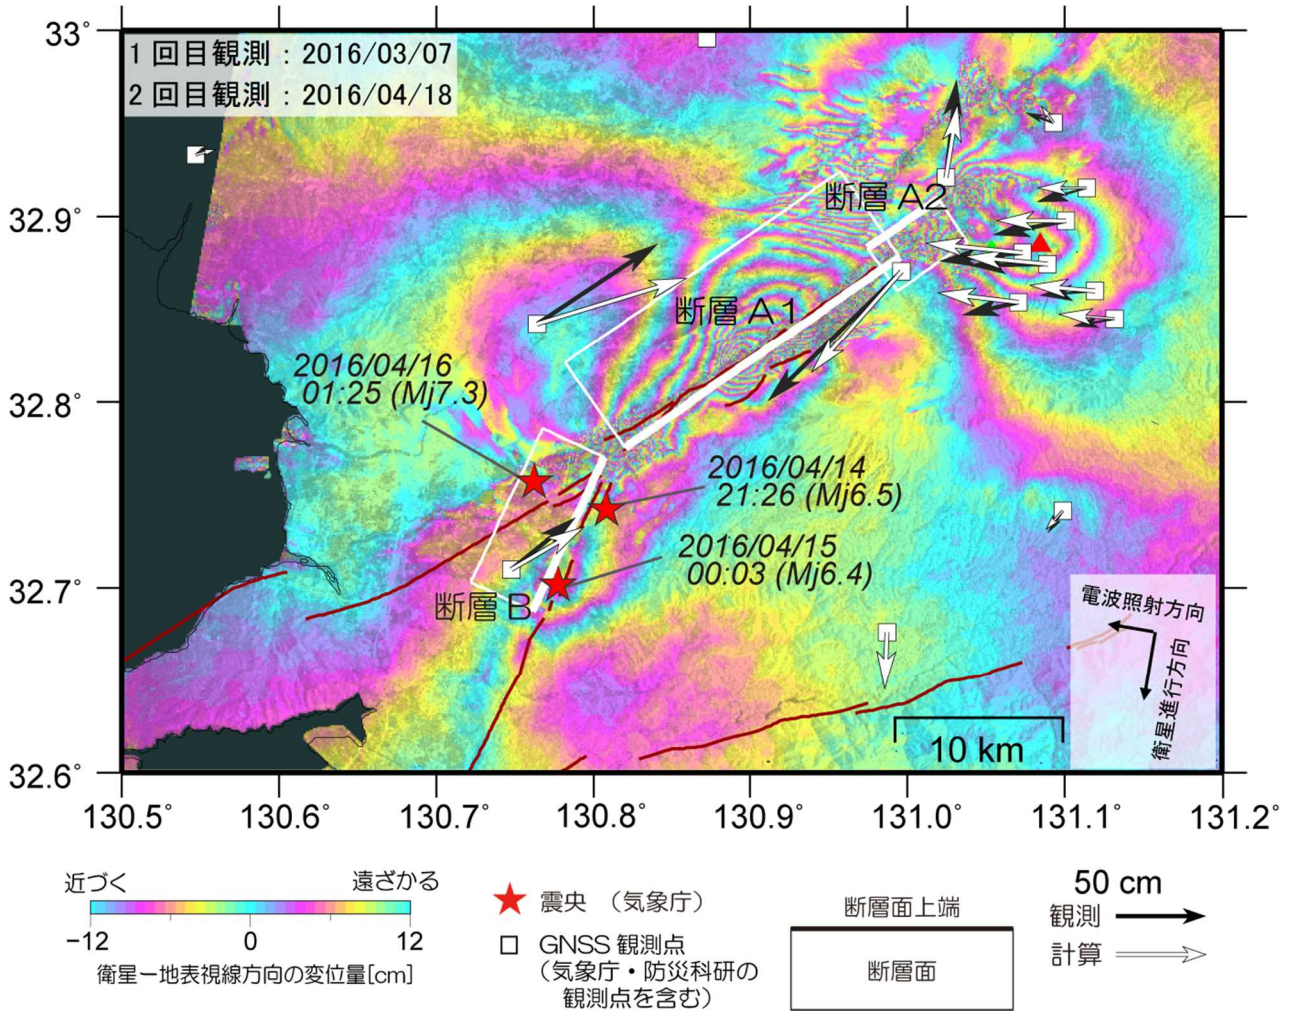 1回目観測:2016/03/07
2回目観測:2016/04/18
33°
32.9°
32.8°
32.7°
32.6°
断層A2
断層A1
2016/04/16
01:25 (Mj7.3)
2016/04/14
21:26 (Mj6.5)
2016/04/15
00:03 (Mj6.4)
断層B
電波照射方向
衛星進行方向
10 km
130.5°
130.6°
130.7°
130.8°
130.9°
131.0°
131.1°
131.2°
近づく
遠ざかる
−12
0
12
衛星ー地表視線方向の変位量[cm]
震央 (気象庁)
GNSS 観測点
(気象庁・防災科研の
観測点を含む)
断層面上端
断層面
50 cm
観測
計算